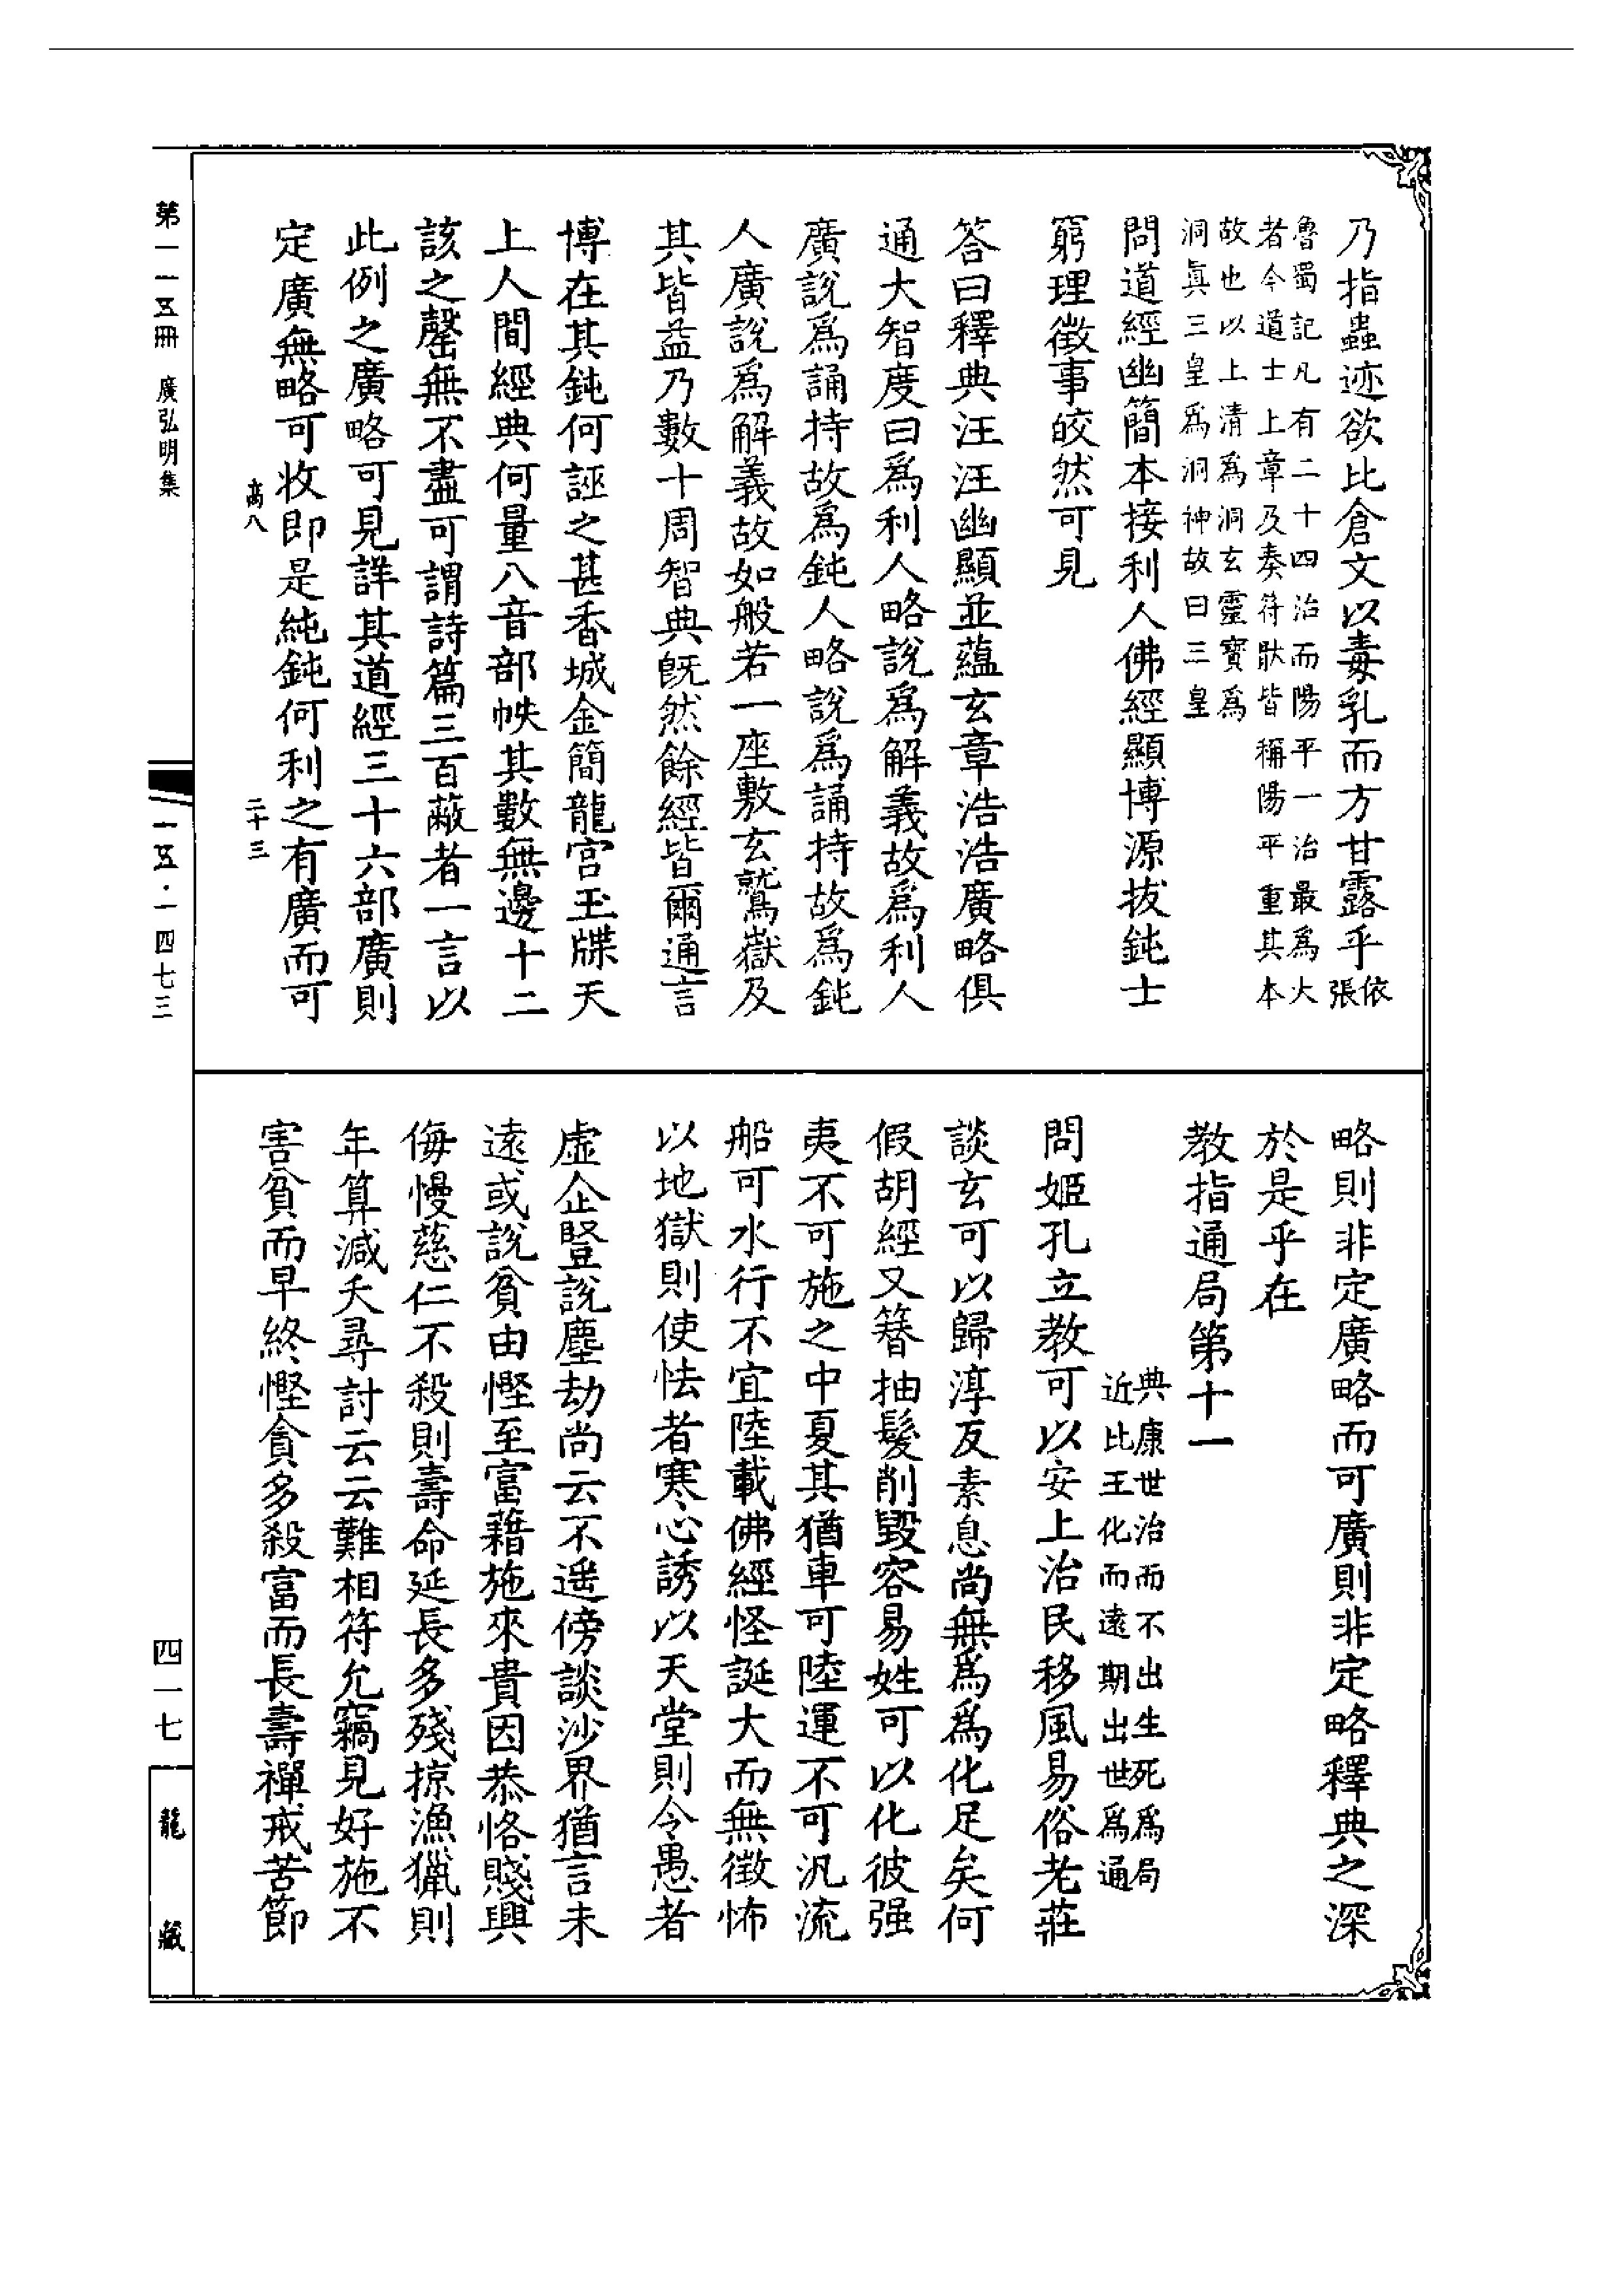 乃指蟲迹欲比倉文以毒乳而方甘露乎依張
魯蜀記凡有二十四治而陽平一治最為大
者今道士上章及奏符猒皆稱陽平重其本
故也以上清爲洞玄靈寳爲
洞眞三皇爲洞神故曰三皇
問道經幽簡本接利人佛經顯博源拔鈍士
窮理徵事皎然可見
答曰釋典汪汪幽顯並蘊玄章浩浩廣略俱
通大智度曰爲利人略說爲解義故爲利人
廣說爲誦持故爲鈍人略說爲誦持故爲鈍
人廣說爲解義故如般若一座敷玄鷲嶽及
其皆益乃數十周智典旣然餘經皆爾通言
博在其鈍何誣之甚香城金簡龍宫玉牒天
上人間經典何量八音部帙其數無邊十二
該之罄無不盡可謂詩篇三百蔽者一言以
此例之廣略可見詳其道經三十六部廣則
定廣無略可收即是純鈍何利之有廣而可
髙八
二十三
略則非定廣略而可廣則非定略釋典之深
於是乎在
教指通局第十一
典康世治而不出生死爲局
近比王化而遠期出世爲通
問姬孔立教可以安上治民移風易俗老莊
談玄可以歸淳反素息尚無爲爲化足矣何
假胡經又簪抽髮削毀容易姓可以化彼强
夷不可施之中夏其猶車可陸運不可汎流
船可水行不宜陸載佛經怪誕大而無徵怖
以地獄則使怯者寒心誘以天堂則令愚者
虛企豎說塵劫尚云不遥傍談沙界猶言未
遠或說貧由慳至富藉施來貴因恭恪賤興
侮慢慈仁不殺則壽命延長多殘掠漁獵則
年算減夭尋討云云難相符允竊見好施不
害貧而早終慳貪多殺富而長壽禪戒苦節
第一一五冊
廣弘明集
一一五·一四七三
四一七
龍藏